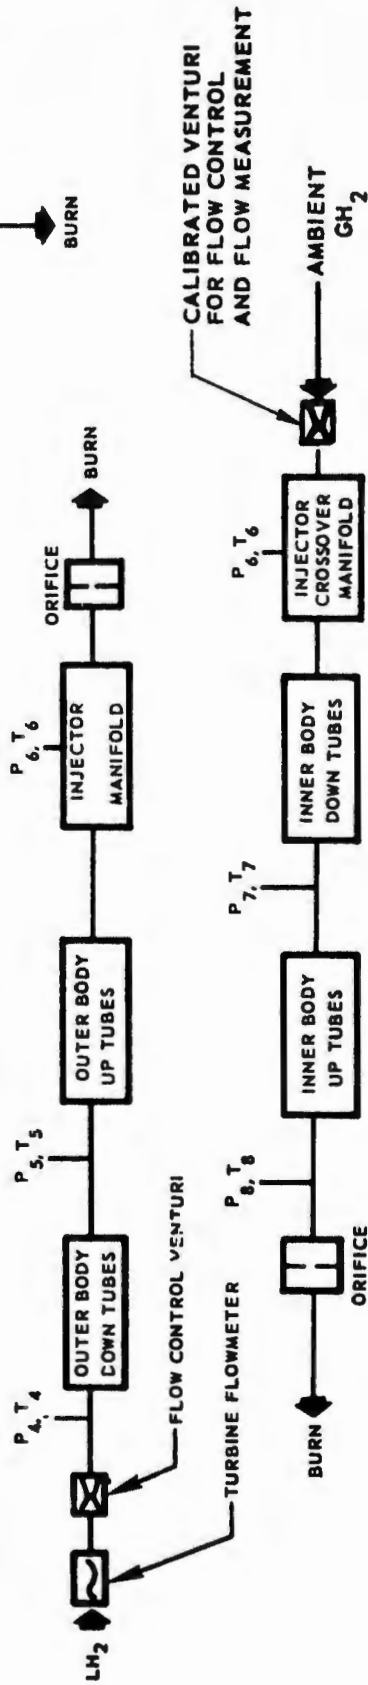 BURN
P6, T6
ORIFICE
BURN
INJECTOR
MANIFOLD
OUTER BODY
UP TUBES
P5, T5
OUTER BODY
DOWN TUBES
P4, T4
FLOW CONTROL VENTURI
TURBINE FLOWMETER
LH2
CALIBRATED VENTURI
FOR FLOW CONTROL
AND FLOW MEASUREMENT
AMBIENT
GH2
P6, T6
INJECTOR
CROSSOVER
MANIFOLD
INNER BODY
DOWN TUBES
P7, T7
INNER BODY
UP TUBES
P8, T8
ORIFICE
BURN